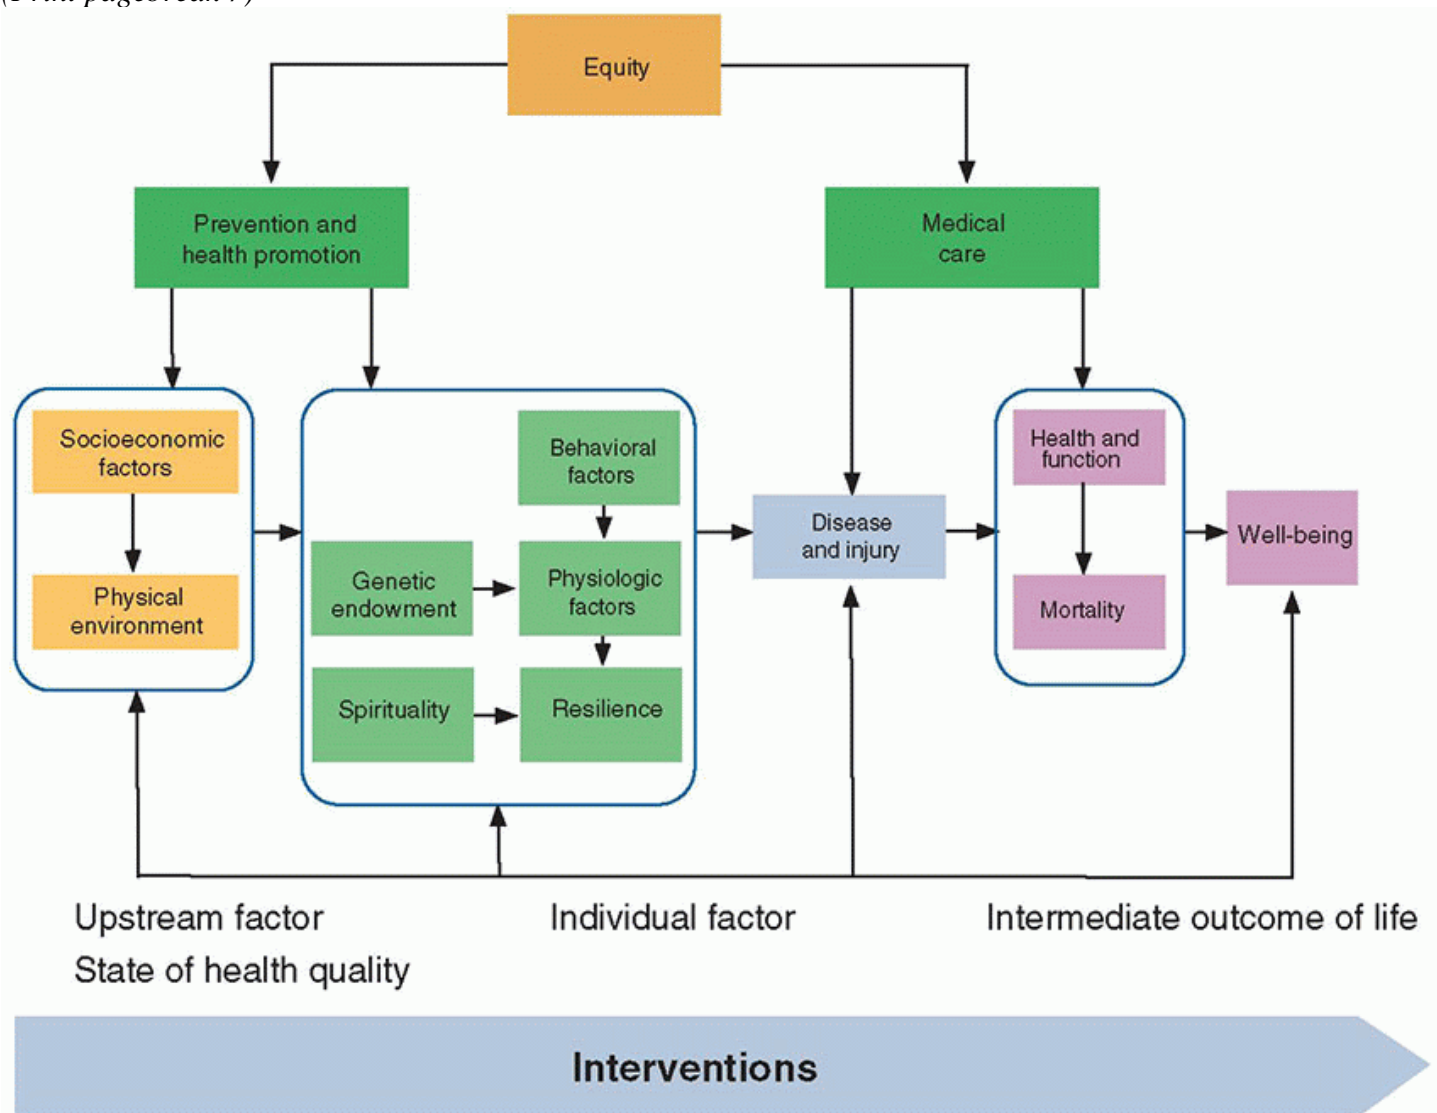 Equity
Prevention and
health promotion
Medical
care
Socioeconomic
factors
Physical
environment
Behavioral
factors
Genetic
endowment
Physiologic
factors
Spirituality
Resilience
Disease
and injury
Health and
function
Mortality
Well-being
Upstream factor
Individual factor
Intermediate outcome of life
State of health quality
Interventions